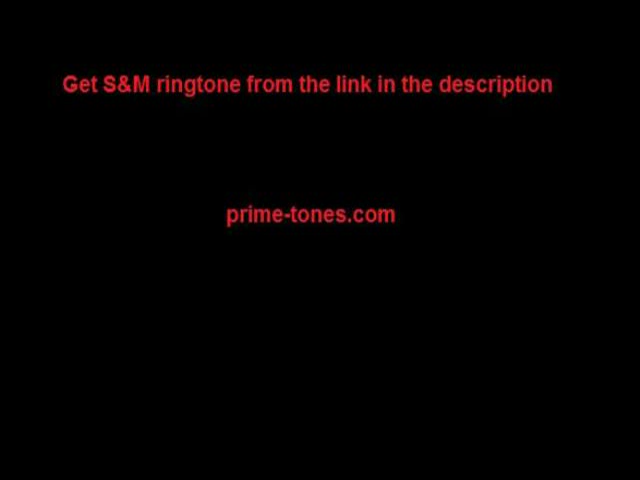 Get S&M ringtone from the link in the description
prime-tones.com